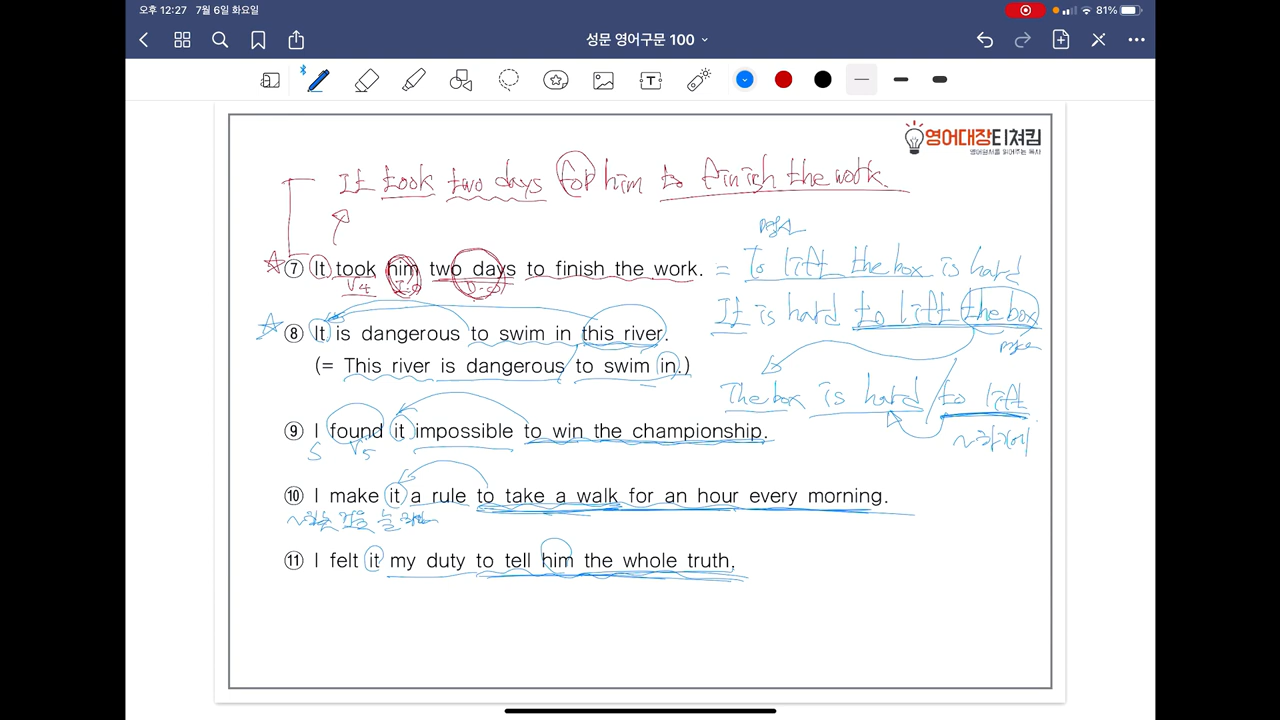 오후 12:27 7월 6일 화요일
81%
성문 영어구문 100
영어대장티쳐킴
It took two days for him to finish the work.
⑦ It took him two days to finish the work.
V4 I.O D.O
명사
= To lift the box is hard
It is hard to lift the box
⑧ It is dangerous to swim in this river.
(= This river is dangerous to swim in.)
The box is hard / to lift
~하기에
⑨ I found it impossible to win the championship.
S V5
⑩ I make it a rule to take a walk for an hour every morning.
⑪ I felt it my duty to tell him the whole truth.